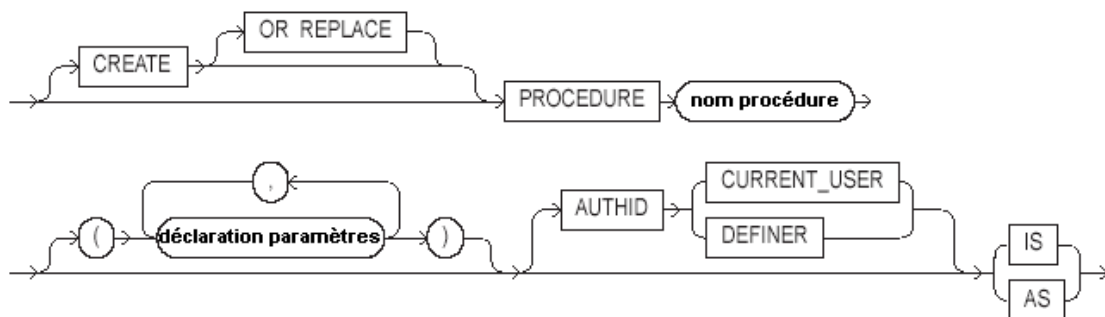 OR REPLACE
CREATE
PROCEDURE nom procédure
,
( déclaration paramètres )
AUTHID
CURRENT_USER
DEFINER
IS
AS